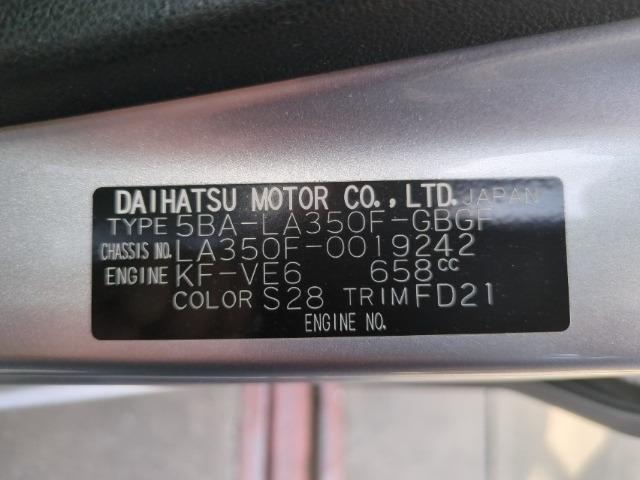 DAIHATSU MOTOR CO.,LTD.JAPAN
TYPE 5BA-LA350F-GBGF
CHASSIS NO. LA350F-0019242
ENGINE KF-VE6 658cc
COLOR S28 TRIM FD21
ENGINE NO.